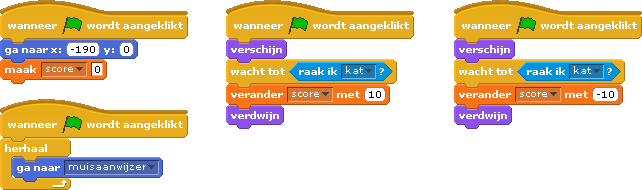 wanneer wordt aangeklikt
ga naar x: -190 y: 0
maak score 0
wanneer wordt aangeklikt
herhaal
ga naar muisaanwijzer
wanneer wordt aangeklikt
verschijn
wacht tot raak ik kat ?
verander score met 10
verdwijn
wanneer wordt aangeklikt
verschijn
wacht tot raak ik kat ?
verander score met -10
verdwijn